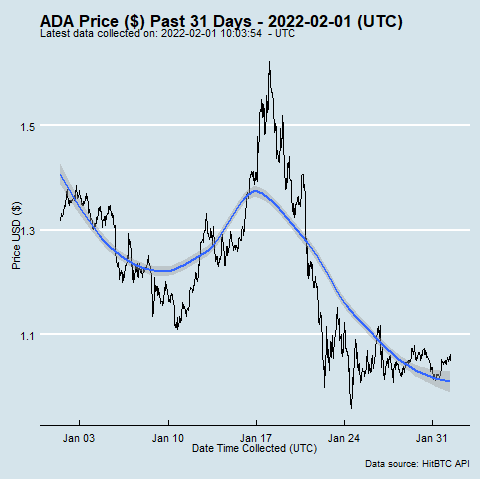 ADA Price ($) Past 31 Days - 2022-02-01 (UTC)
Latest data collected on: 2022-02-01 10:03:54 - UTC
Price USD ($)
1.5
1.3
1.1
Jan 03 Jan 10 Jan 17 Jan 24 Jan 31
Date Time Collected (UTC)
Data source: HitBTC API